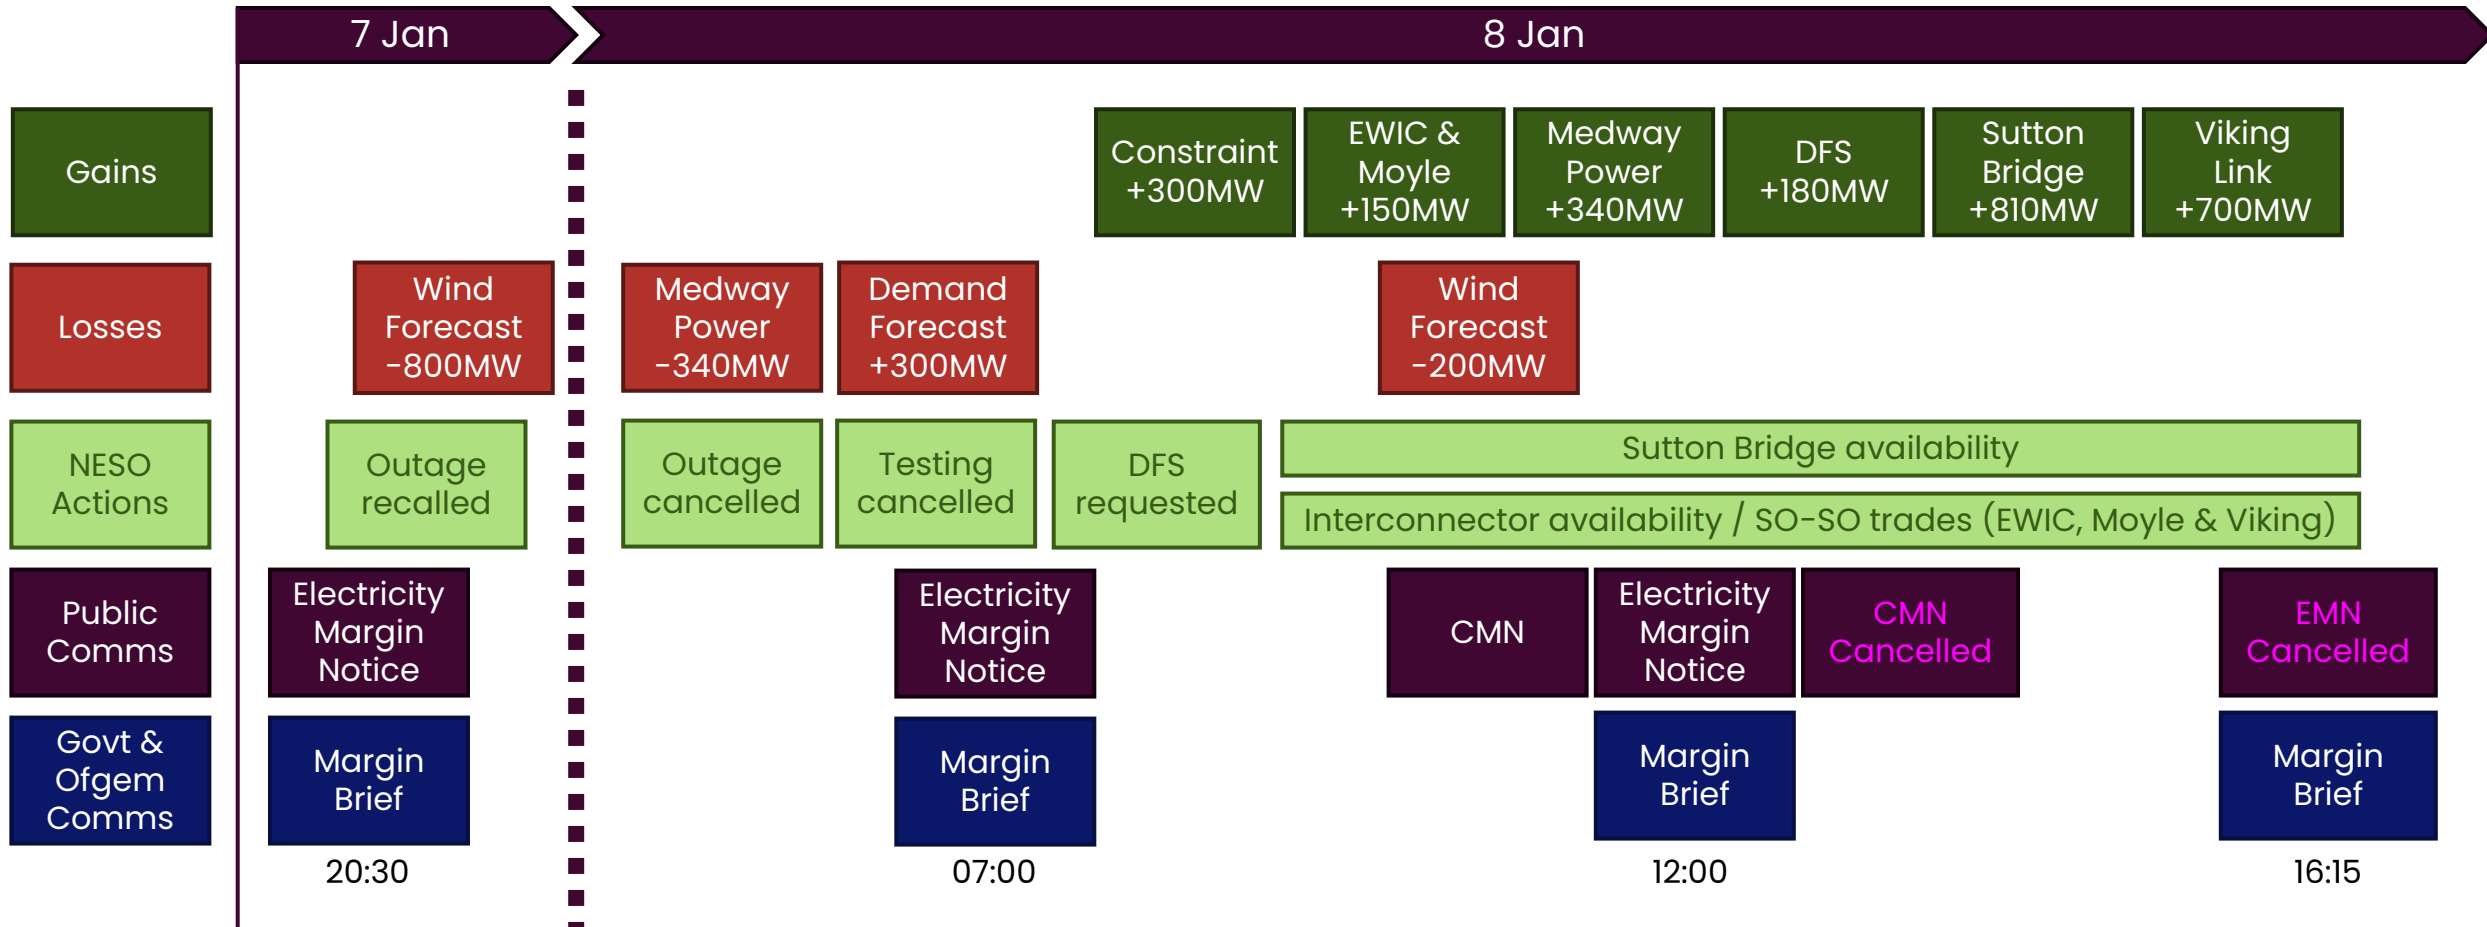 7 Jan
8 Jan
Gains
Constraint
+300MW
EWIC &
Moyle
+150MW
Medway
Power
+340MW
DFS
+180MW
Sutton
Bridge
+810MW
Viking
Link
+700MW
Losses
Wind
Forecast
-800MW
Medway
Power
-340MW
Demand
Forecast
+300MW
Wind
Forecast
-200MW
NESO
Actions
Outage
recalled
Outage
cancelled
Testing
cancelled
DFS
requested
Sutton Bridge availability
Interconnector availability / SO-SO trades (EWIC, Moyle & Viking)
Public
Comms
Electricity
Margin
Notice
Electricity
Margin
Notice
CMN
Electricity
Margin
Notice
CMN
Cancelled
EMN
Cancelled
Govt &
Ofgem
Comms
Margin
Brief
Margin
Brief
Margin
Brief
Margin
Brief
20:30
07:00
12:00
16:15